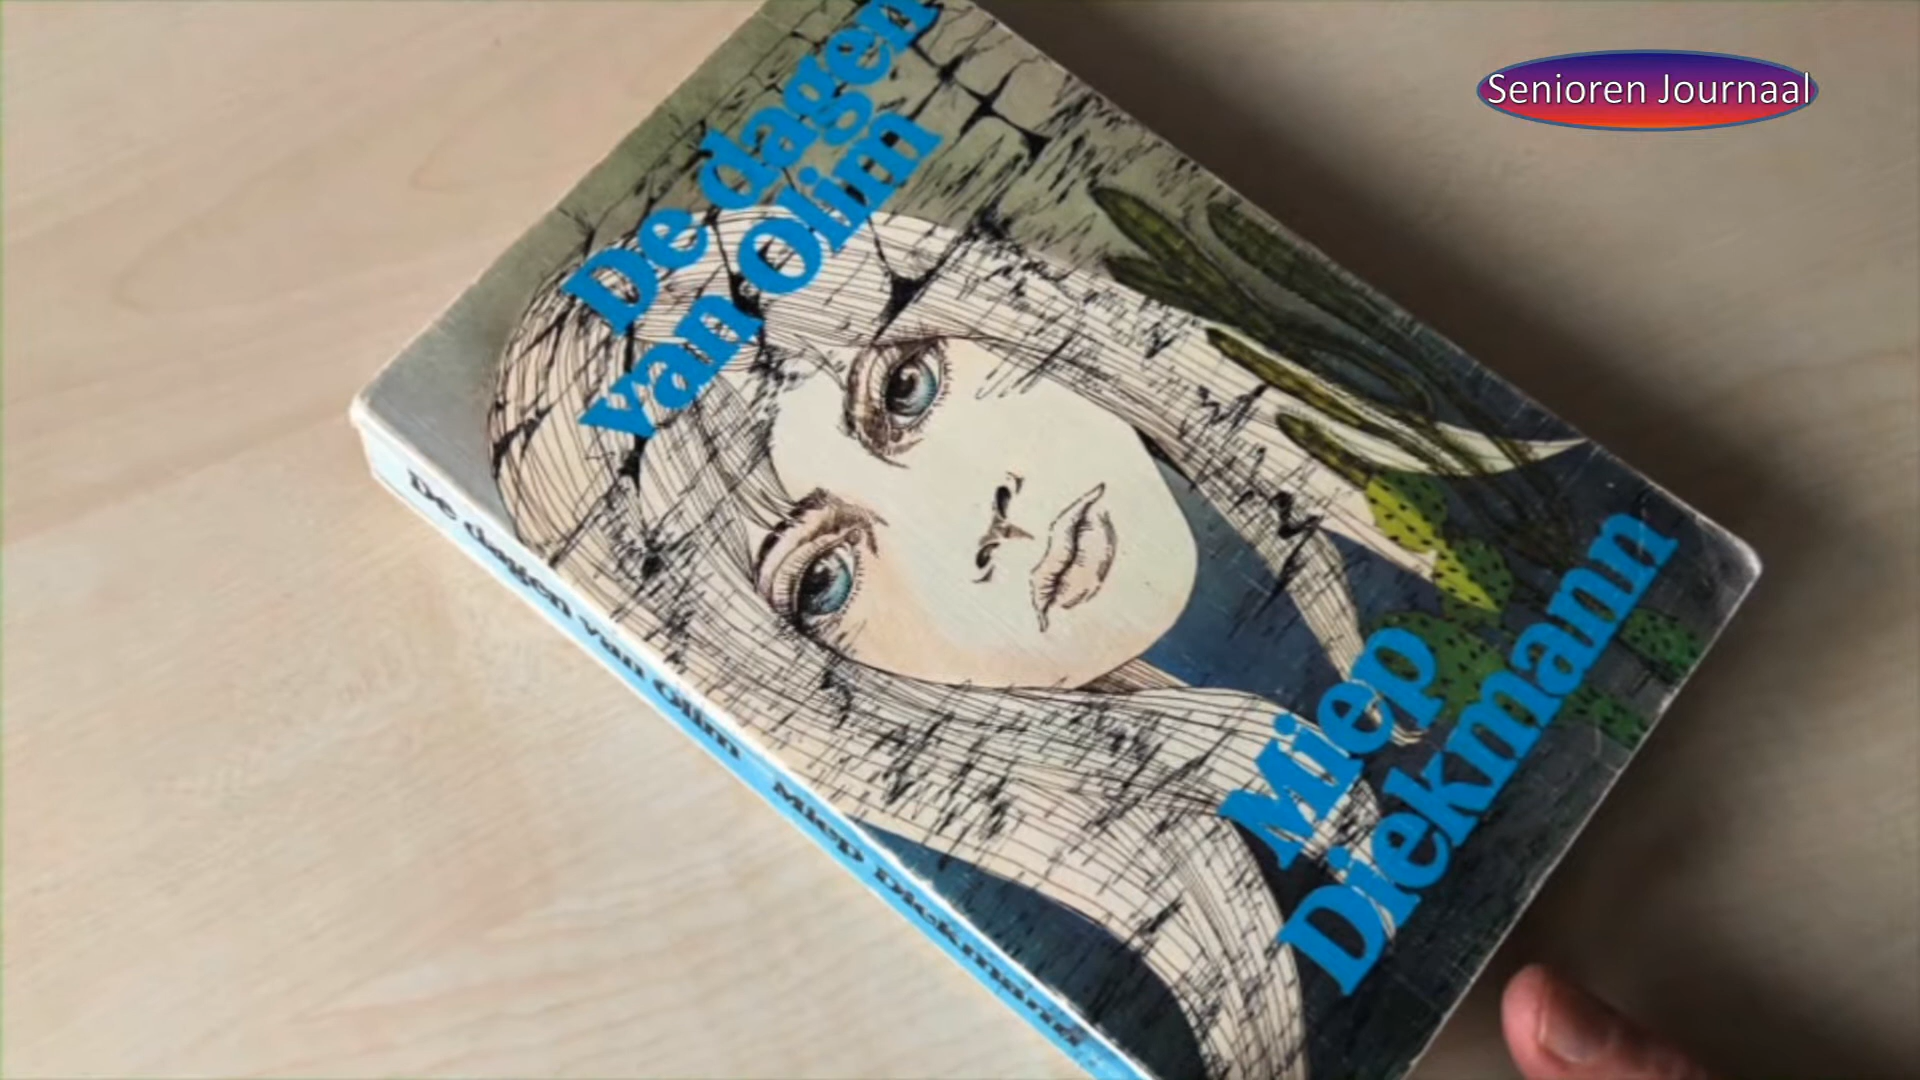 Senioren Journaal
De dagen
van Olim
Miep
Diekmann
De dagen van Olim Miep Diekmann